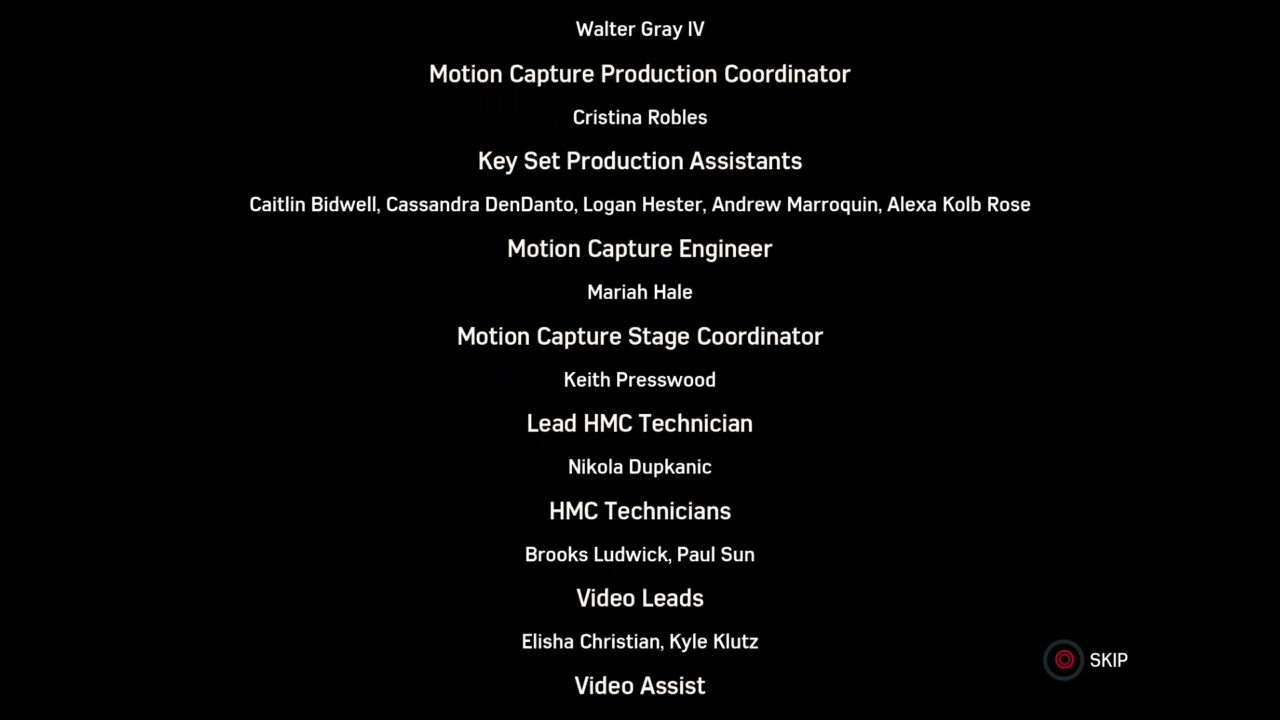 Walter Gray IV
Motion Capture Production Coordinator
Cristina Robles
Key Set Production Assistants
Caitlin Bidwell, Cassandra DenDanto, Logan Hester, Andrew Marroquin, Alexa Kolb Rose
Motion Capture Engineer
Mariah Hale
Motion Capture Stage Coordinator
Keith Presswood
Lead HMC Technician
Nikola Dupkanic
HMC Technicians
Brooks Ludwick, Paul Sun
Video Leads
Elisha Christian, Kyle Klutz
SKIP
Video Assist